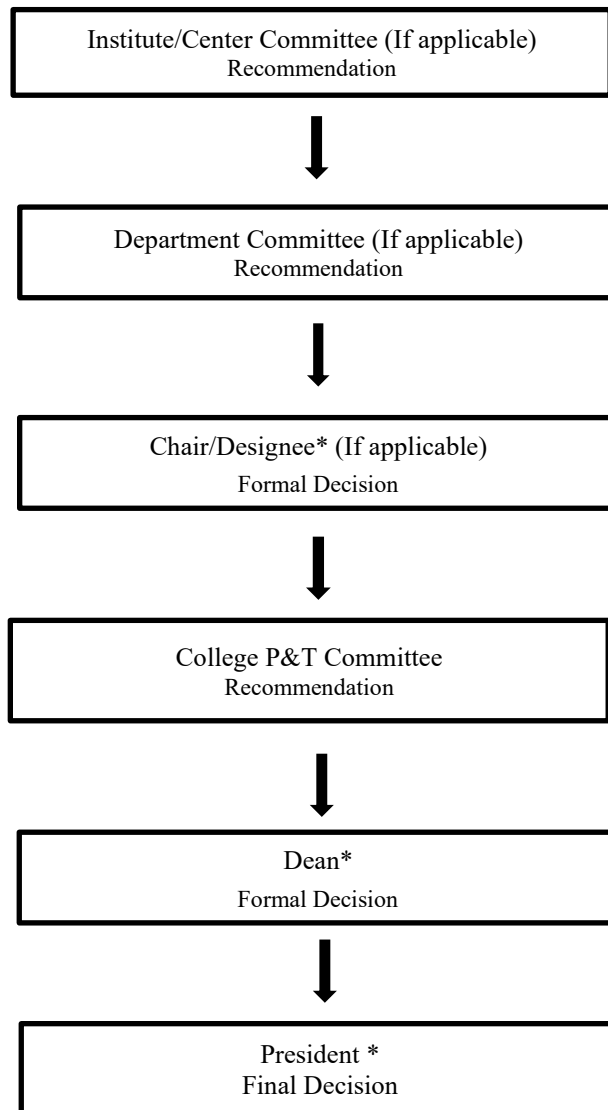 Institute/Center Committee (If applicable)
Recommendation
Department Committee (If applicable)
Recommendation
Chair/Designee* (If applicable)
Formal Decision
College P&T Committee
Recommendation
Dean*
Formal Decision
President *
Final Decision